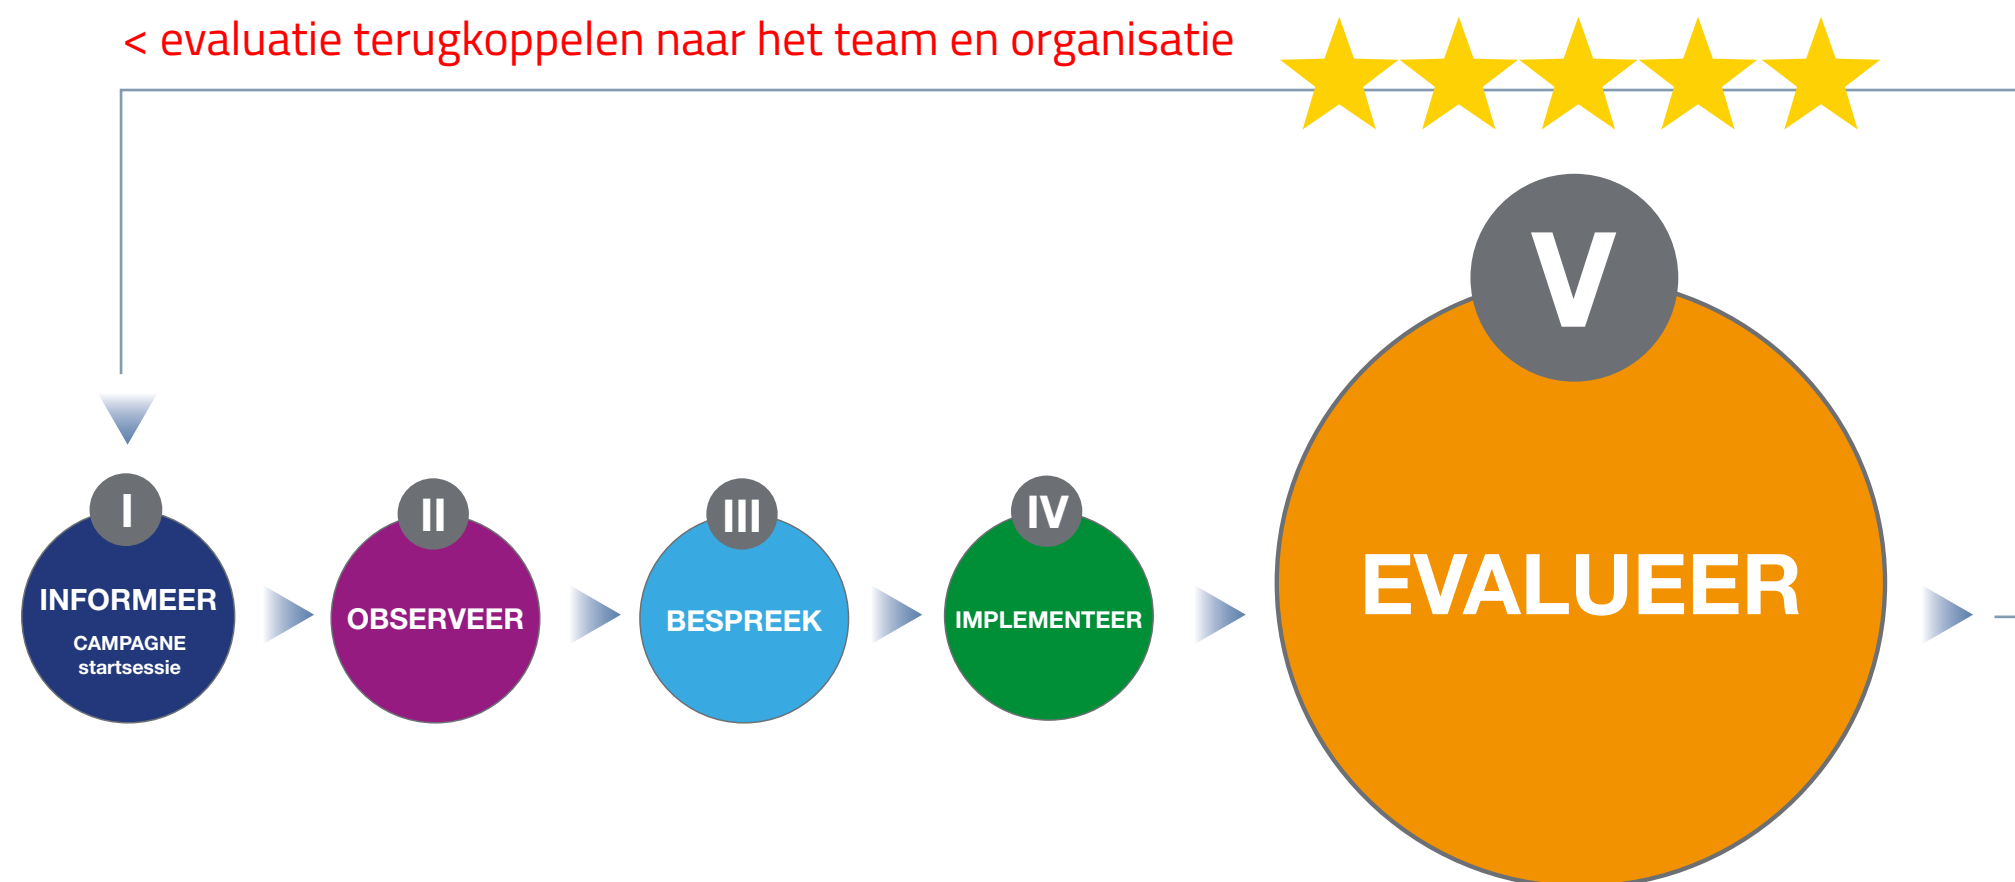 < evaluatie terugkoppelen naar het team en organisatie
I
INFORMEER
CAMPAGNE
startsessie
II
OBSERVEER
III
BESPREEK
IV
IMPLEMENTEER
V
EVALUEER